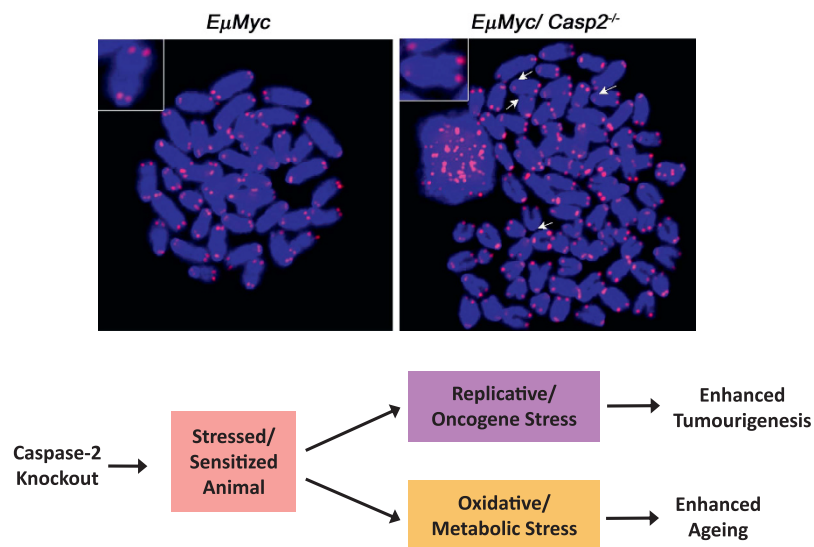 EμMyc
EμMyc/ Casp2-/-
Caspase-2
Knockout
Stressed/
Sensitized
Animal
Replicative/
Oncogene Stress
Enhanced
Tumourigenesis
Oxidative/
Metabolic Stress
Enhanced
Ageing